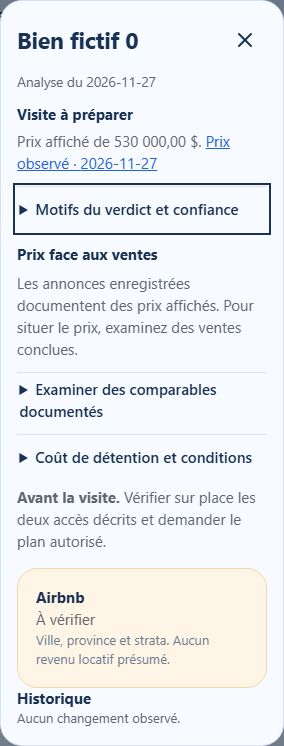 Bien fictif 0
Analyse du 2026-11-27
Visite à préparer
Prix affiché de 530 000,00 $. Prix
observé · 2026-11-27
Motifs du verdict et confiance
Prix face aux ventes
Les annonces enregistrées
documentent des prix affichés. Pour
situer le prix, examinez des ventes
conclues.
Examiner des comparables
documentés
Coût de détention et conditions
Avant la visite. Vérifier sur place les
deux accès décrits et demander le
plan autorisé.
Airbnb
À vérifier
Ville, province et strata. Aucun
revenu locatif présumé.
Historique
Aucun changement observé.